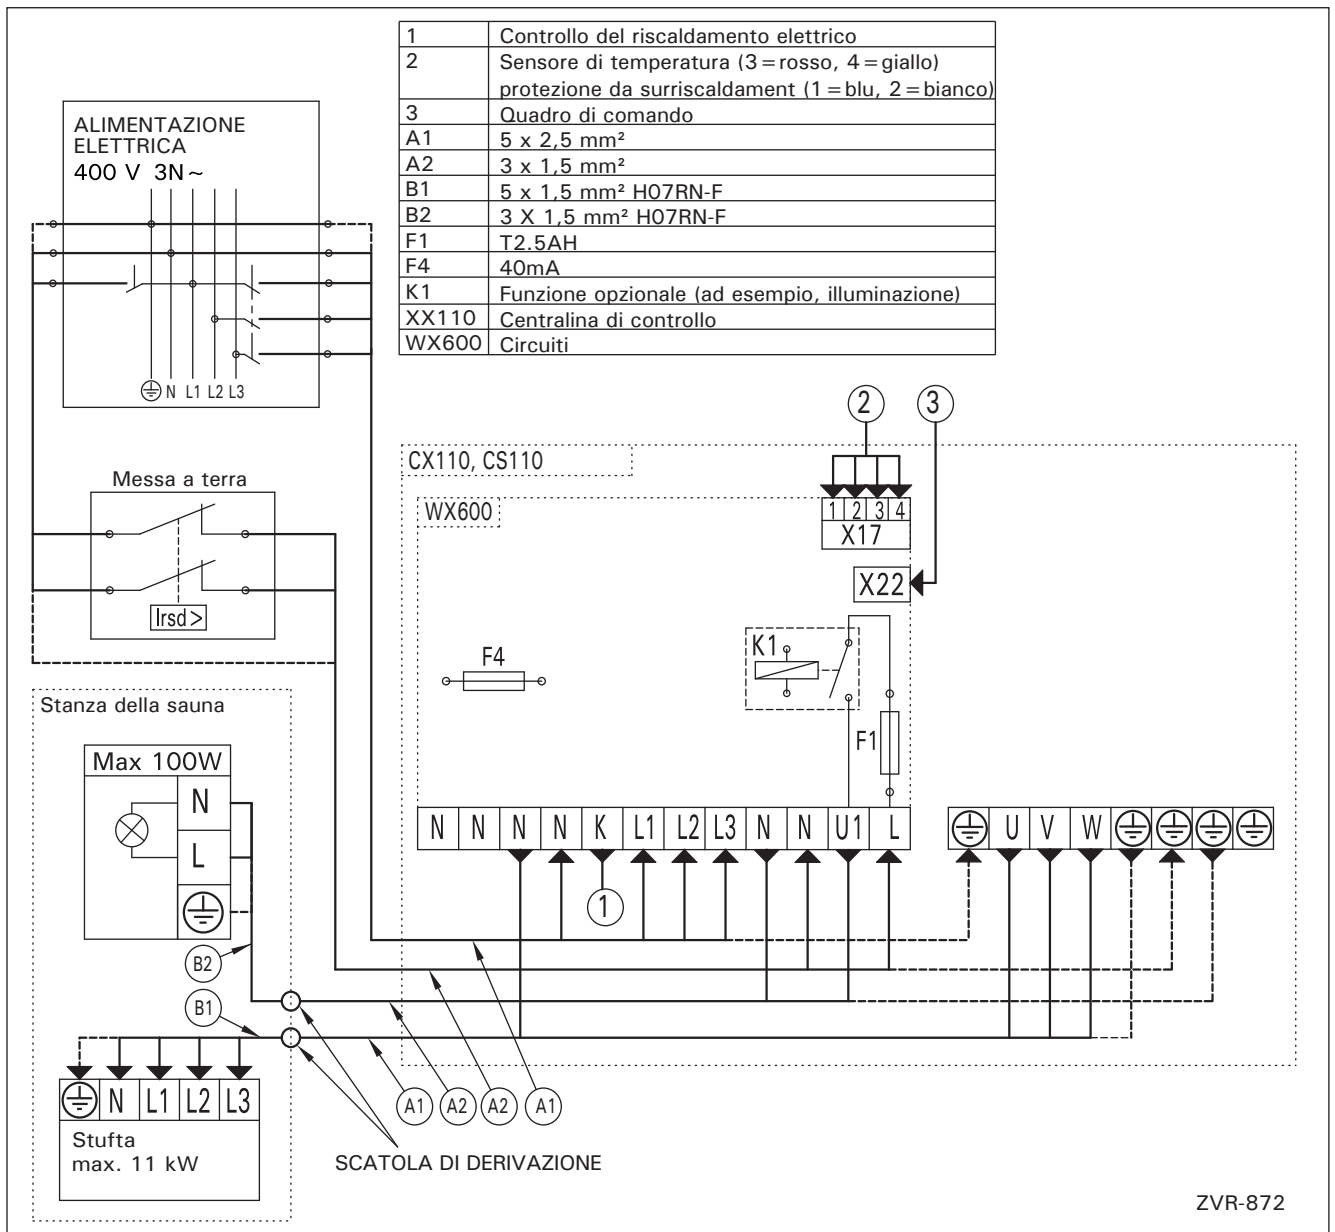 1 Controllo del riscaldamento elettrico
2 Sensore di temperatura (3=rosso, 4=giallo)
protezione da surriscaldament (1=blu, 2=bianco)
3 Quadro di comando
A1 5 x 2,5 mm²
A2 3 x 1,5 mm²
B1 5 x 1,5 mm² H07RN-F
B2 3 X 1,5 mm² H07RN-F
F1 T2.5AH
F4 40mA
K1 Funzione opzionale (ad esempio, illuminazione)
XX110 Centralina di controllo
WX600 Circuiti
ALIMENTAZIONE
ELETTRICA
400 V 3N~
N L1 L2 L3
Messa a terra
Irsd>
CX110, CS110
WX600
2
3
1 2 3 4
X17
X22
K1
F4
F1
N N N N K L1 L2 L3 N N U1 L
U V W
1
Stanza della sauna
Max 100W
N
L
B2
B1
N L1 L2 L3
Stufta
max. 11 kW
A1 A2 A2 A1
SCATOLA DI DERIVAZIONE
ZVR-872